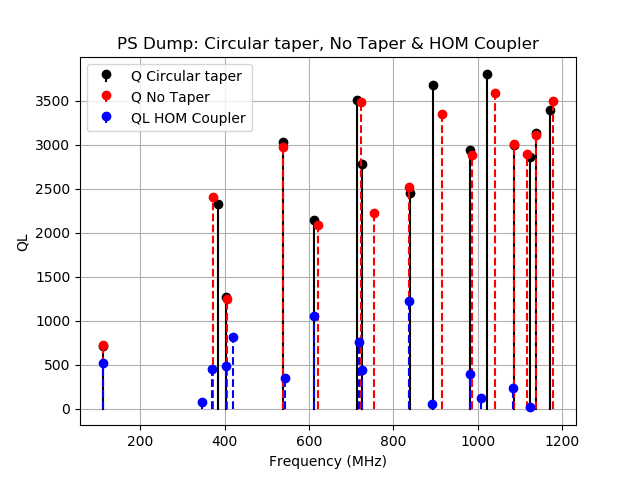 PS Dump: Circular taper, No Taper & HOM Coupler
Q Circular taper
Q No Taper
QL HOM Coupler
3500
3000
2500
2000
1500
1000
500
0
QL
200 400 600 800 1000 1200
Frequency (MHz)